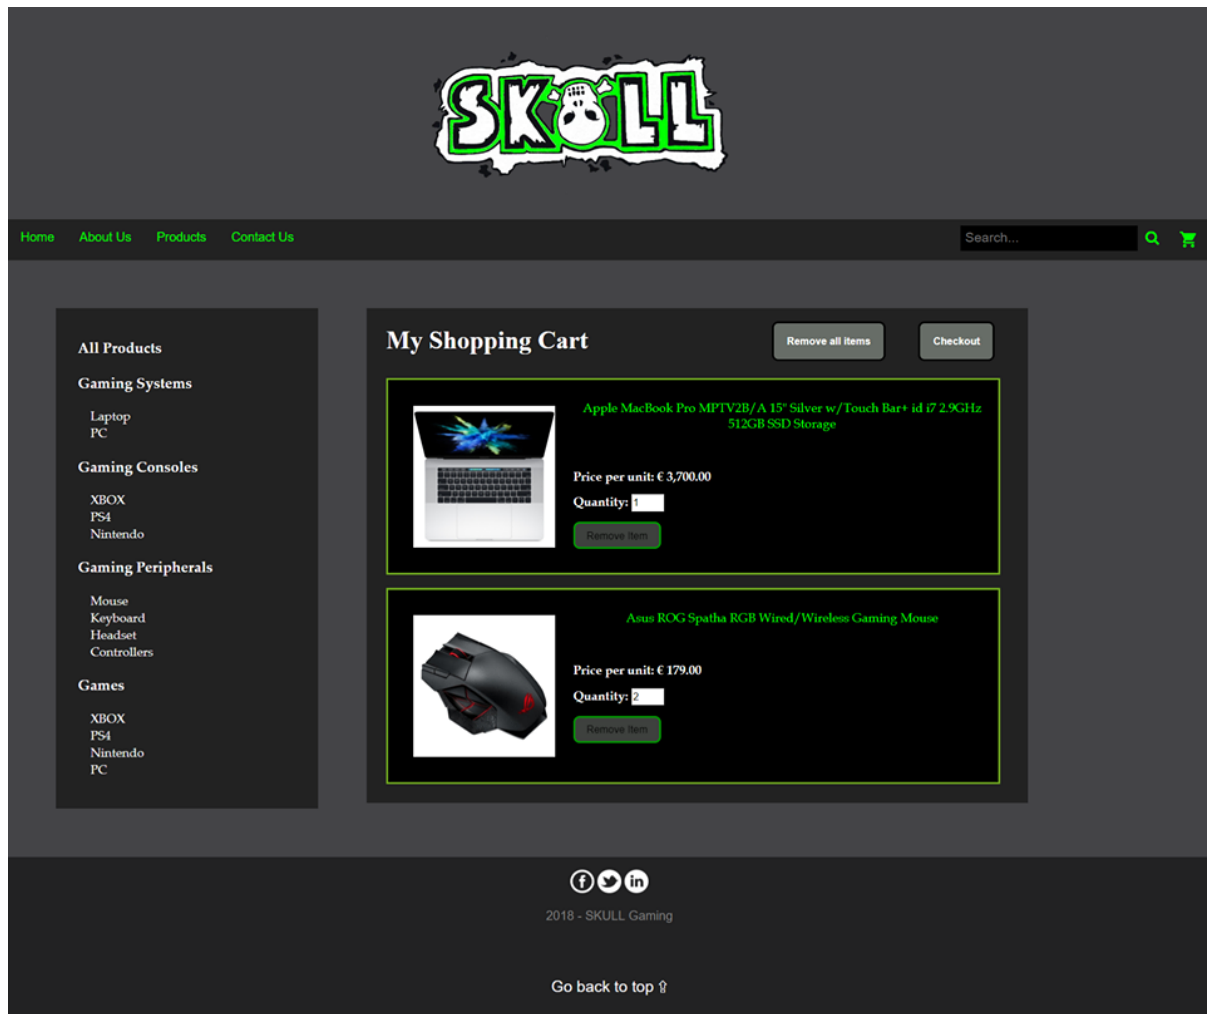 SKULL
Home About Us Products Contact Us Search...
All Products
Gaming Systems
Laptop
PC
Gaming Consoles
XBOX
PS4
Nintendo
Gaming Peripherals
Mouse
Keyboard
Headset
Controllers
Games
XBOX
PS4
Nintendo
PC
My Shopping Cart Remove all items Checkout
Apple MacBook Pro MPTV2B/A 15" Silver w/Touch Bar+ id i7 2.9GHz
512GB SSD Storage
Price per unit: € 3,700.00
Quantity: 1
Remove Item
Asus ROG Spatha RGB Wired/Wireless Gaming Mouse
Price per unit: € 179.00
Quantity: 2
Remove Item
2018 - SKULL Gaming
Go back to top ⇪